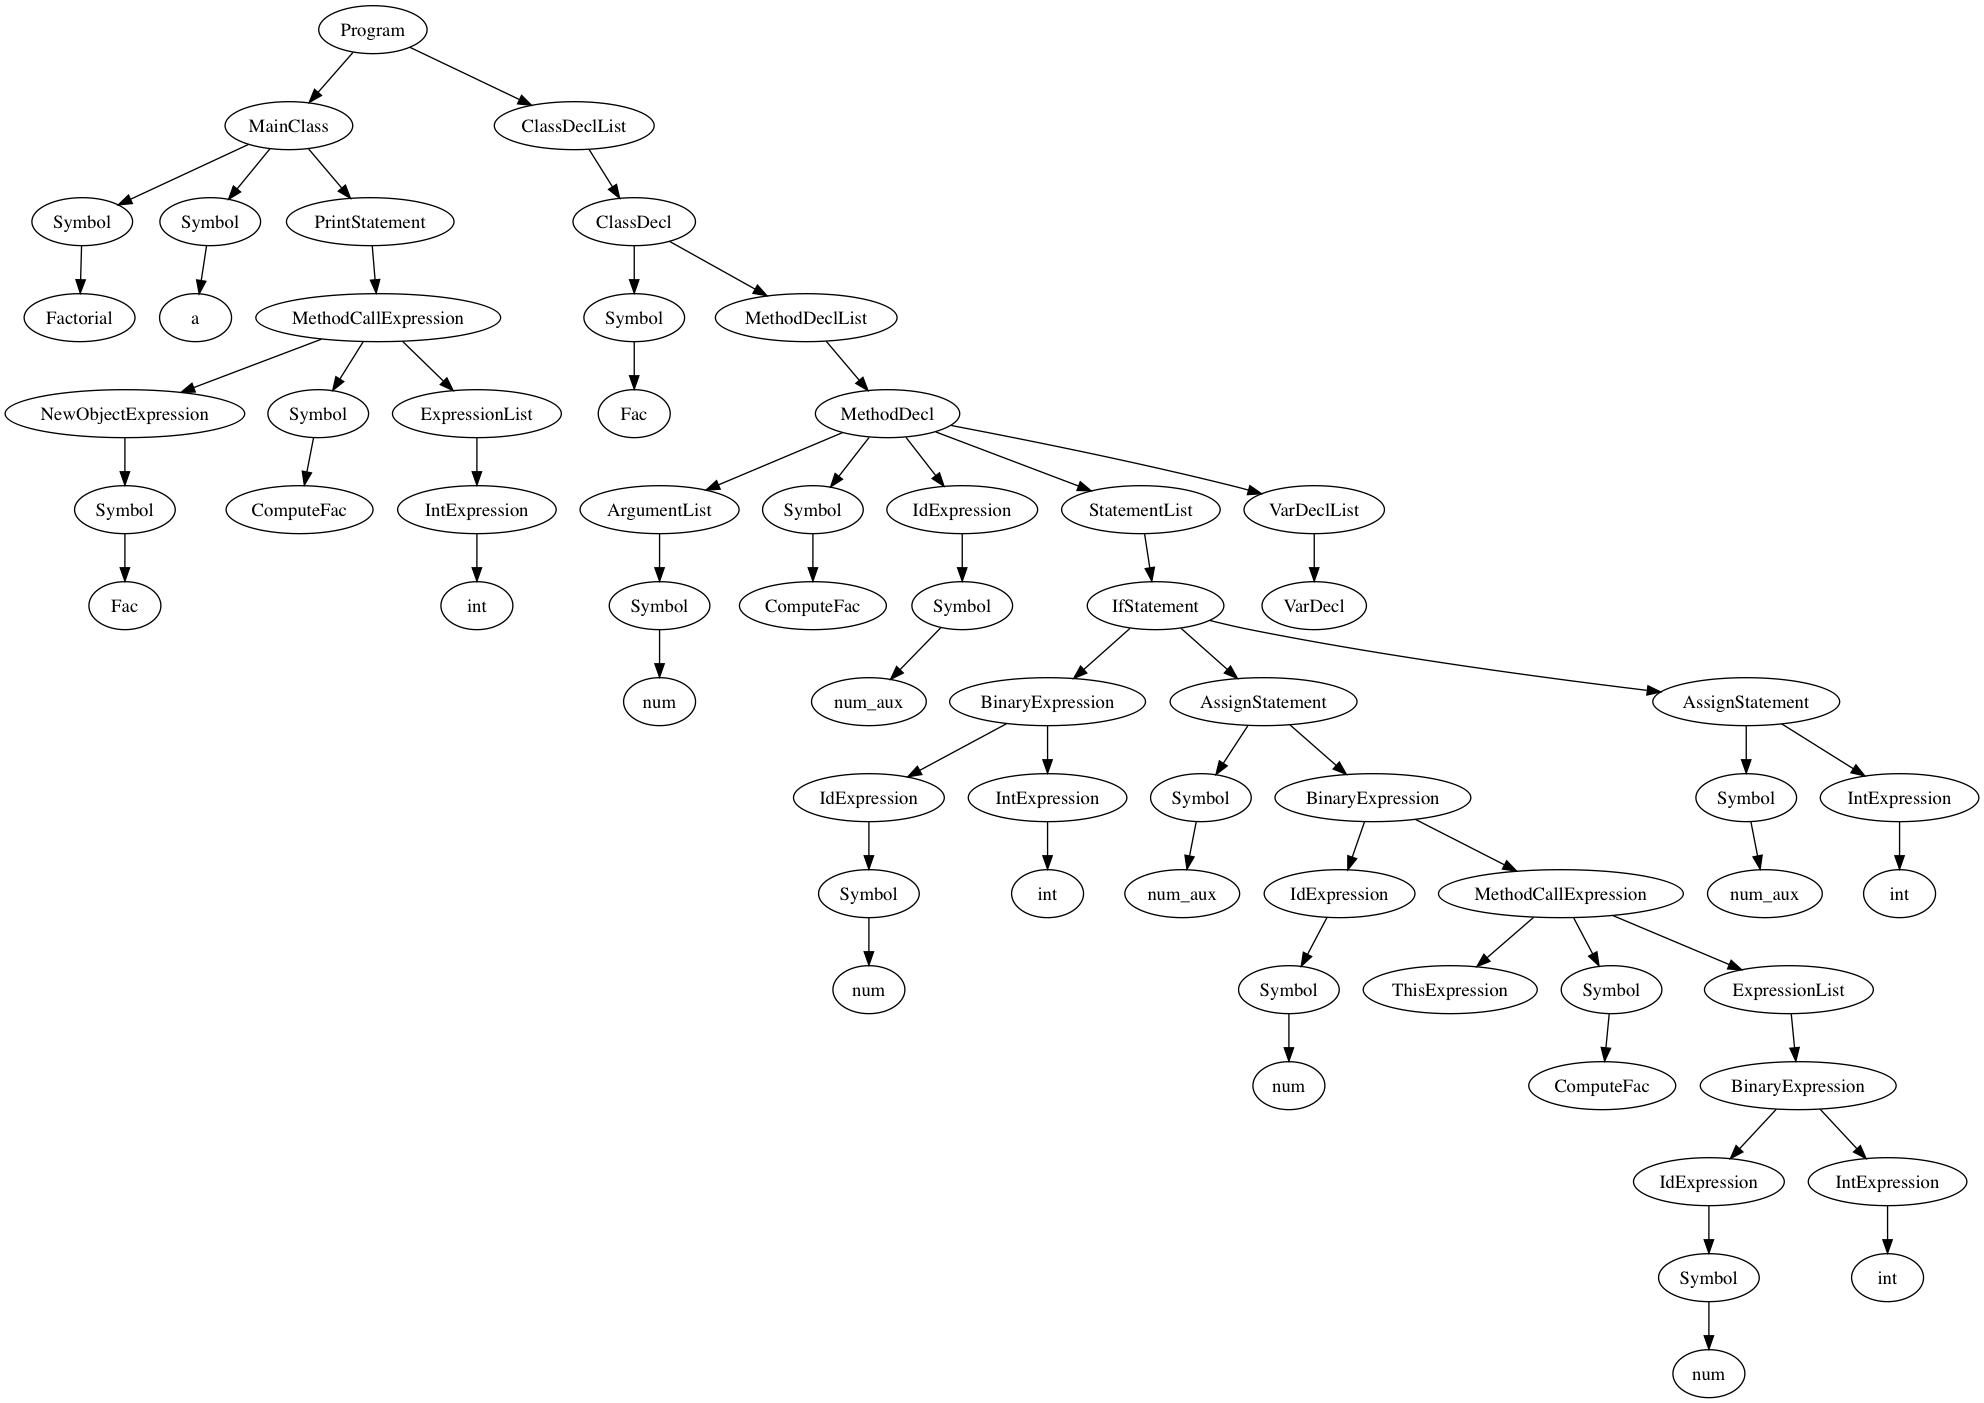 Program
MainClass ClassDeclList
Symbol Symbol PrintStatement ClassDecl
Factorial a MethodCallExpression Symbol MethodDeclList
NewObjectExpression Symbol ExpressionList Fac MethodDecl
Symbol ComputeFac IntExpression ArgumentList Symbol IdExpression StatementList VarDeclList
Fac int Symbol ComputeFac Symbol IfStatement VarDecl
num num_aux BinaryExpression AssignStatement AssignStatement
IdExpression IntExpression Symbol BinaryExpression Symbol IntExpression
Symbol int num_aux IdExpression MethodCallExpression num_aux int
num Symbol ThisExpression Symbol ExpressionList
num ComputeFac BinaryExpression
IdExpression IntExpression
Symbol int
num